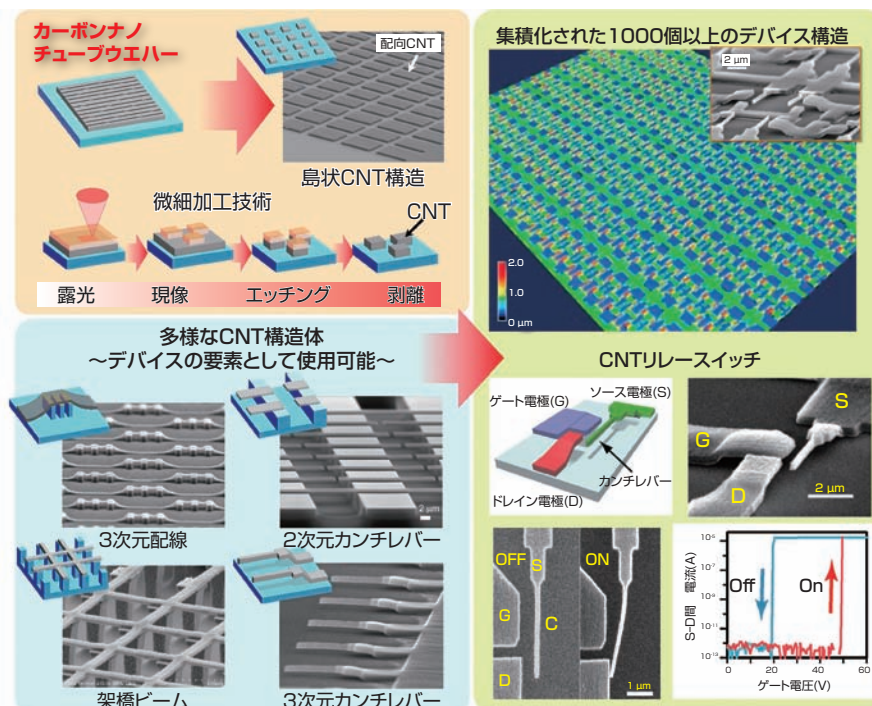 カーボンナノ
チューブウエハー
配向CNT
島状CNT構造
微細加工技術
CNT
露光
現像
エッチング
剥離
集積化された1000個以上のデバイス構造
2 μm
2.0
1.0
0 μm
多様なCNT構造体
～デバイスの要素として使用可能～
3次元配線
2 μm
2次元カンチレバー
架橋ビーム
3次元カンチレバー
CNTリレースイッチ
ゲート電極(G)
ソース電極(S)
カンチレバー
ドレイン電極(D)
S
G
D
2 μm
OFF
S
ON
G
C
D
1 μm
S-D間 電流(A)
10⁻⁷
10⁻⁹
10⁻¹¹
10⁻¹³
Off
On
0
20
40
60
ゲート電圧(V)